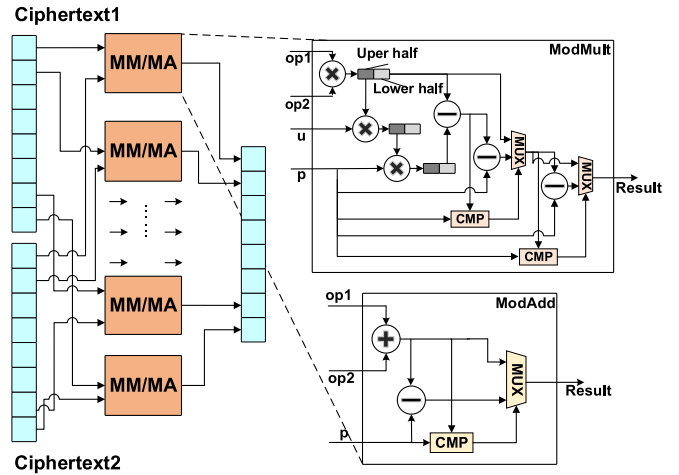 Ciphertext1
MM/MA
MM/MA
MM/MA
MM/MA
Ciphertext2
ModMult
op1
Uper half
Lower half
op2
u
p
MUX
MUX
Result
CMP
CMP
ModAdd
op1
op2
p
MUX
Result
CMP